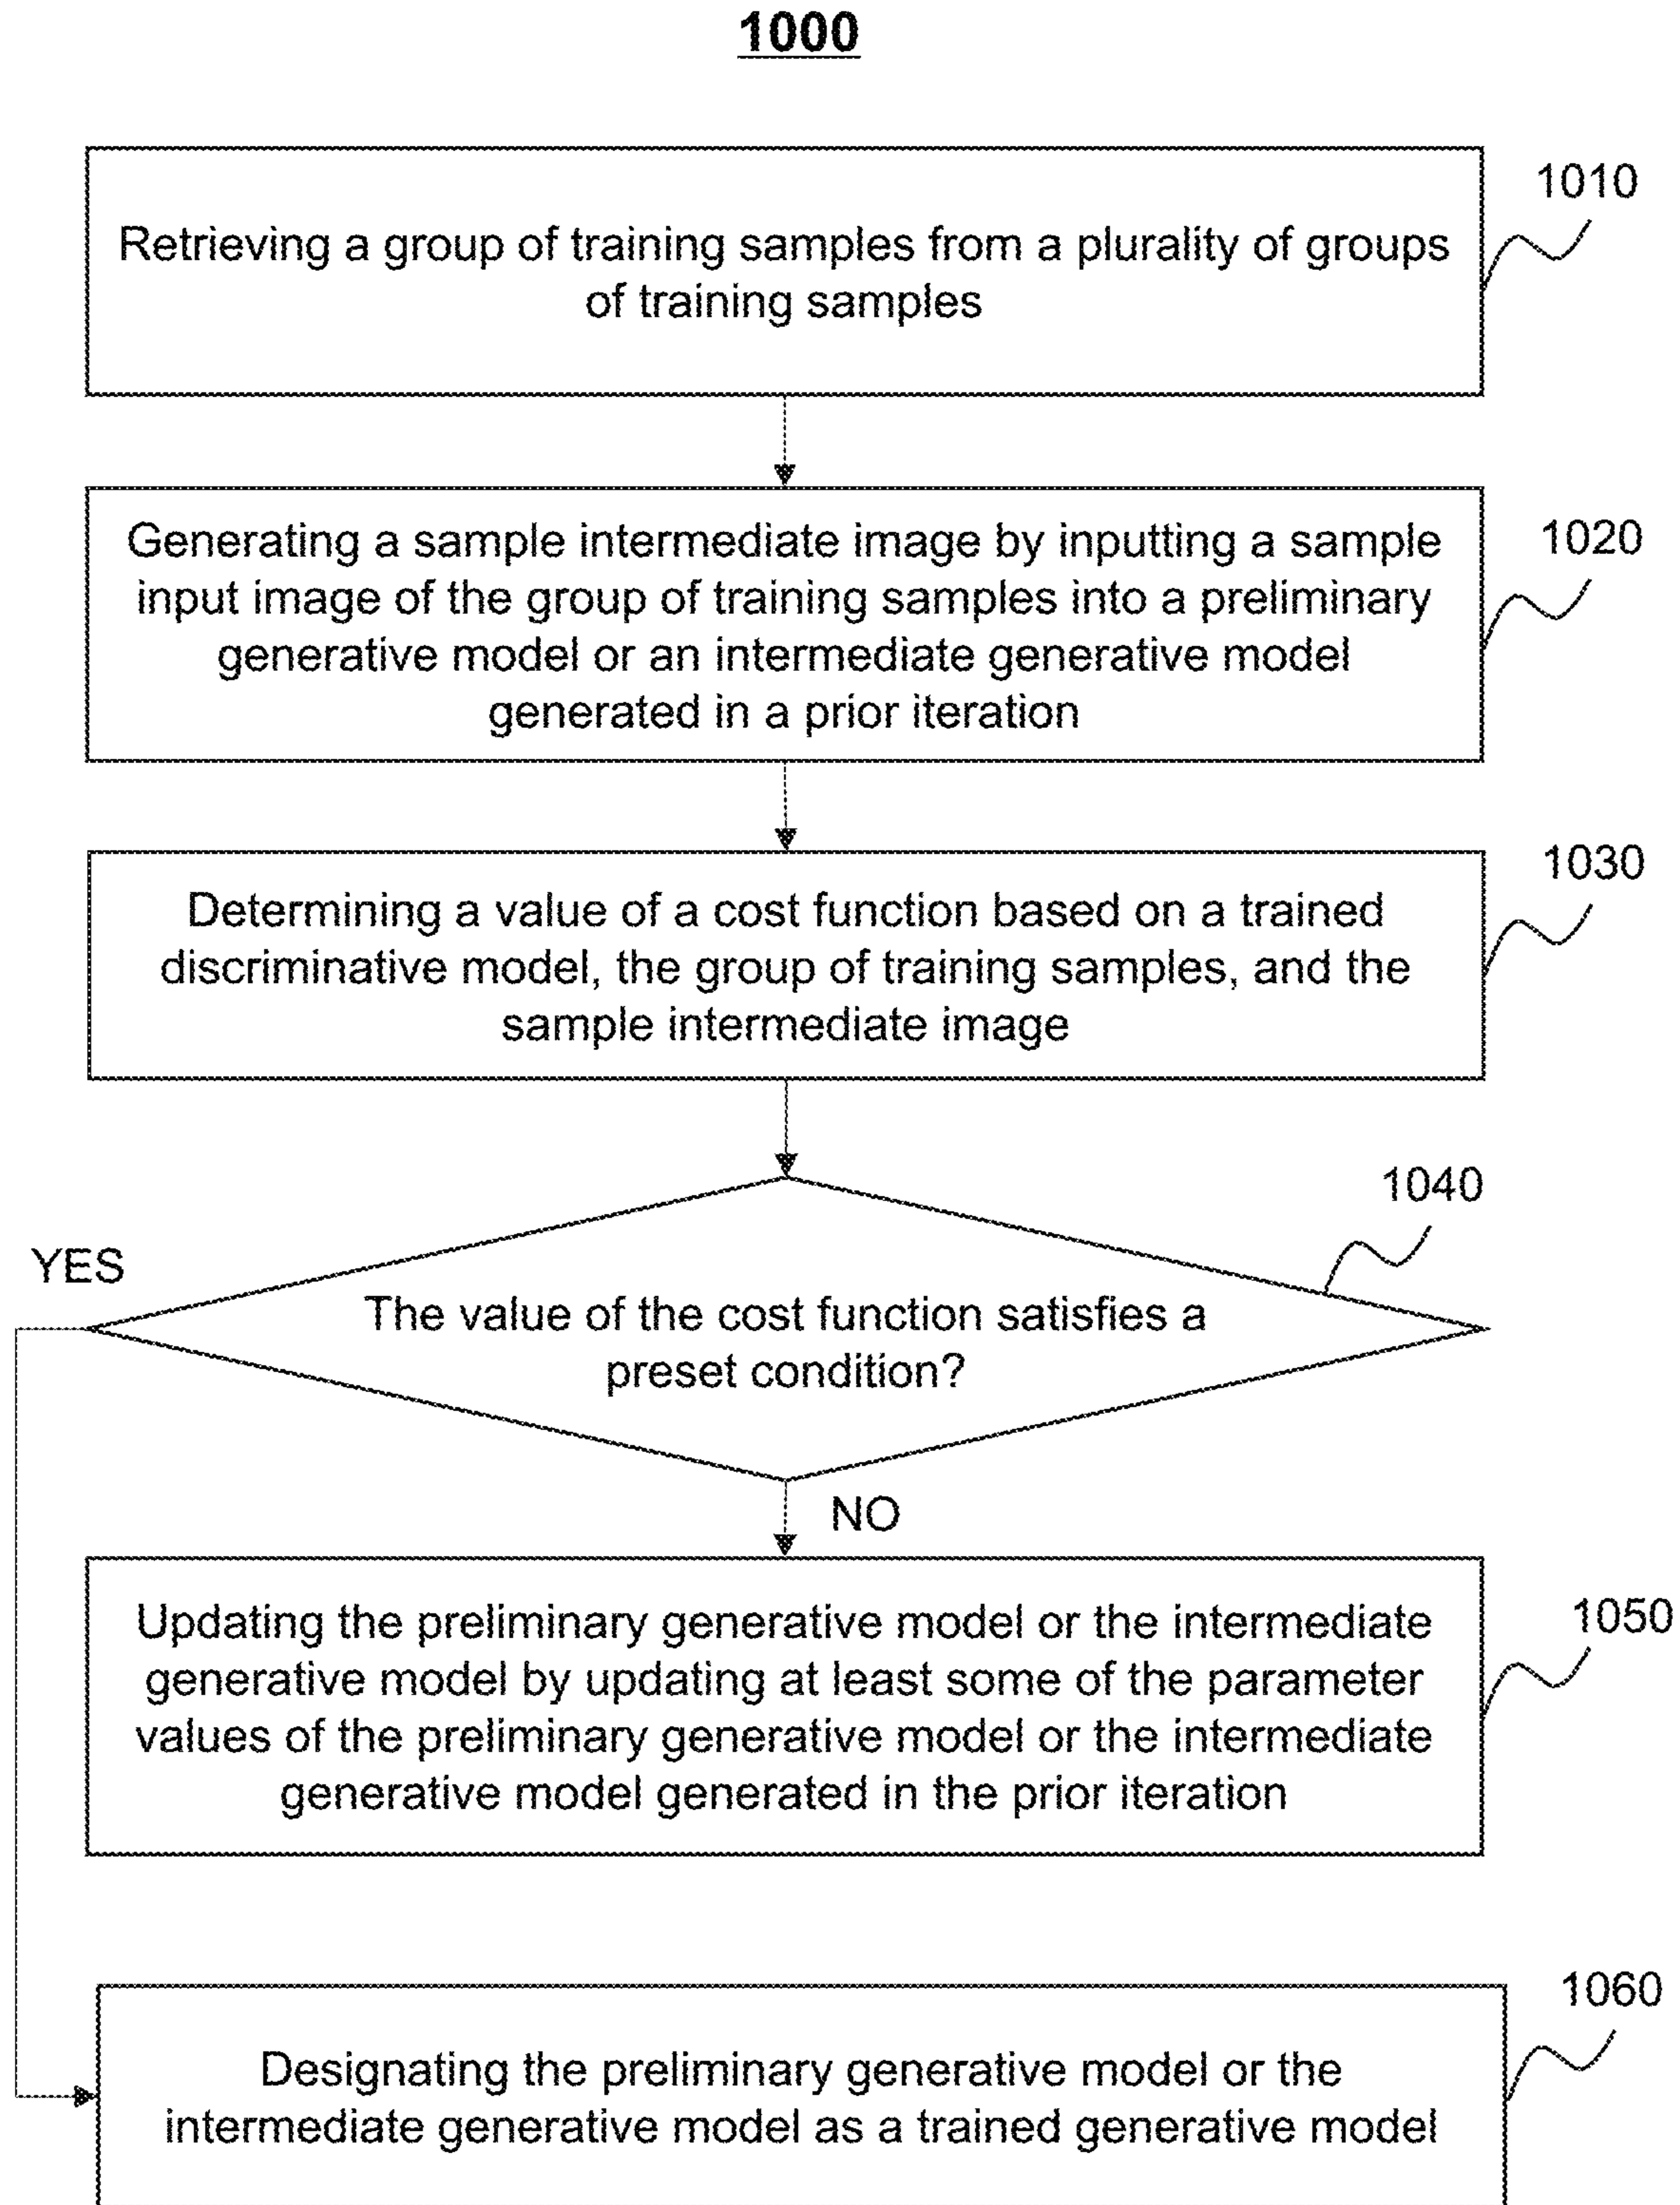 1000
1010
Retrieving a group of training samples from a plurality of groups
of training samples
1020
Generating a sample intermediate image by inputting a sample
input image of the group of training samples into a preliminary
generative model or an intermediate generative model
generated in a prior iteration
1030
Determining a value of a cost function based on a trained
discriminative model, the group of training samples, and the
sample intermediate image
1040
YES
The value of the cost function satisfies a
preset condition?
NO
1050
Updating the preliminary generative model or the intermediate
generative model by updating at least some of the parameter
values of the preliminary generative model or the intermediate
generative model generated in the prior iteration
1060
Designating the preliminary generative model or the
intermediate generative model as a trained generative model